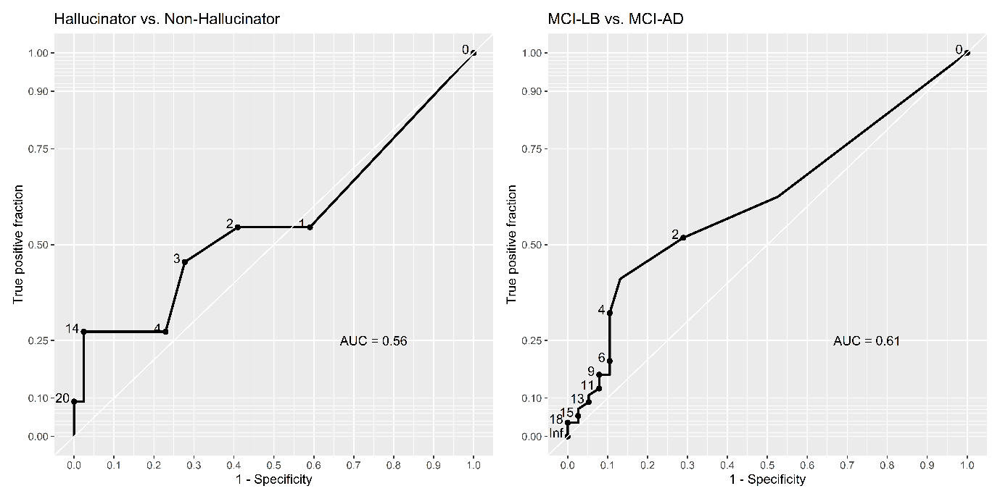 Hallucinator vs. Non-Hallucinator
True positive fraction
1.00
0.90
0.75
0.50
0.25
0.10
0.00
0
1
2
3
4
14
20
AUC = 0.56
0.0 0.1 0.2 0.3 0.4 0.5 0.6 0.7 0.8 0.9 1.0
1 - Specificity
MCI-LB vs. MCI-AD
True positive fraction
1.00
0.90
0.75
0.50
0.25
0.10
0.00
0
2
4
6
9
11
13
15
18
Inf
AUC = 0.61
0.0 0.1 0.2 0.3 0.4 0.5 0.6 0.7 0.8 0.9 1.0
1 - Specificity